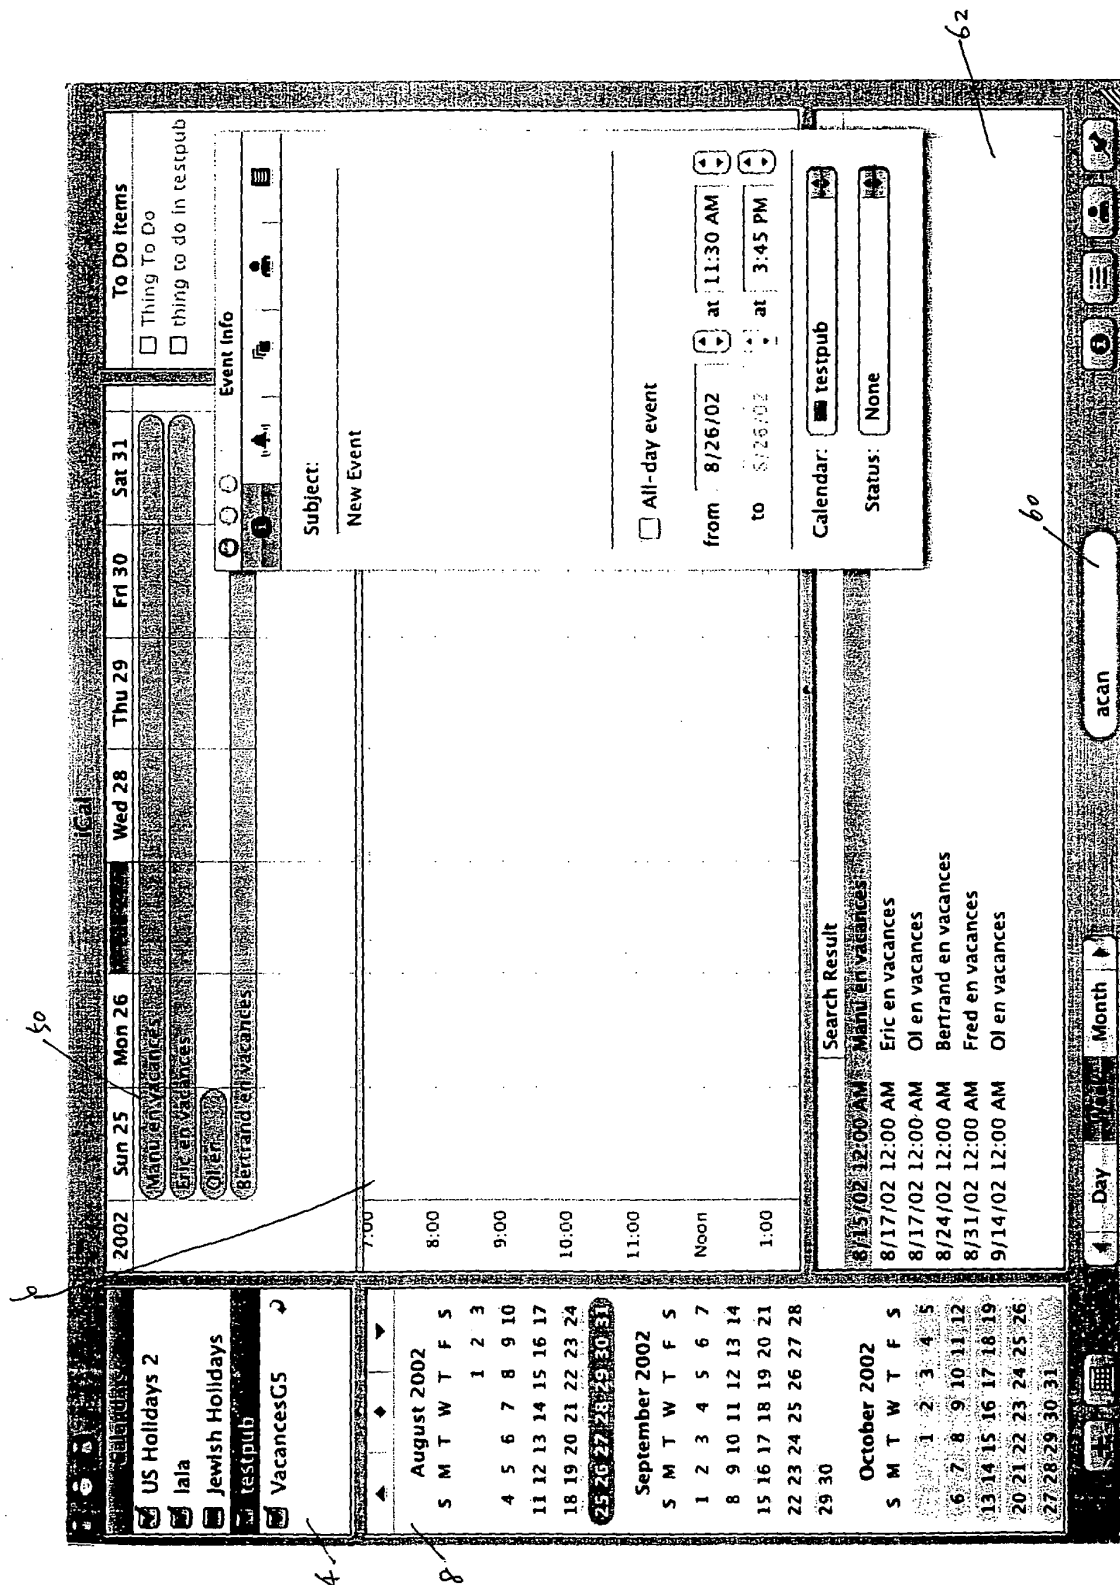 iCal
Calendars
US Holidays 2
lala
Jewish Holidays
testpub
VacancesG5
August 2002
S M T W T F S
1 2 3
4 5 6 7 8 9 10
11 12 13 14 15 16 17
18 19 20 21 22 23 24
25 26 27 28 29 30 31
September 2002
S M T W T F S
1 2 3 4 5 6 7
8 9 10 11 12 13 14
15 16 17 18 19 20 21
22 23 24 25 26 27 28
29 30
October 2002
S M T W T F S
1 2 3 4 5
6 7 8 9 10 11 12
13 14 15 16 17 18 19
20 21 22 23 24 25 26
27 28 29 30 31
2002 Sun 25 Mon 26 Wed 28 Thu 29 Fri 30 Sat 31
Manu en vacances
Eric en vacances
Ol en
Bertrand en vacances
7:00
8:00
9:00
10:00
11:00
Noon
1:00
To Do Items
Thing To Do
thing to do in testpub
Event Info
Subject:
New Event
All-day event
from 8/26/02 at 11:30 AM
to 8/26/02 at 3:45 PM
Calendar: testpub
Status: None
Search Result
8/15/02 12:00 AM Manu en vacances
8/17/02 12:00 AM Eric en vacances
8/17/02 12:00 AM Ol en vacances
8/24/02 12:00 AM Bertrand en vacances
8/31/02 12:00 AM Fred en vacances
9/14/02 12:00 AM Ol en vacances
Day Week Month
acan
50
6
4
8
60
62